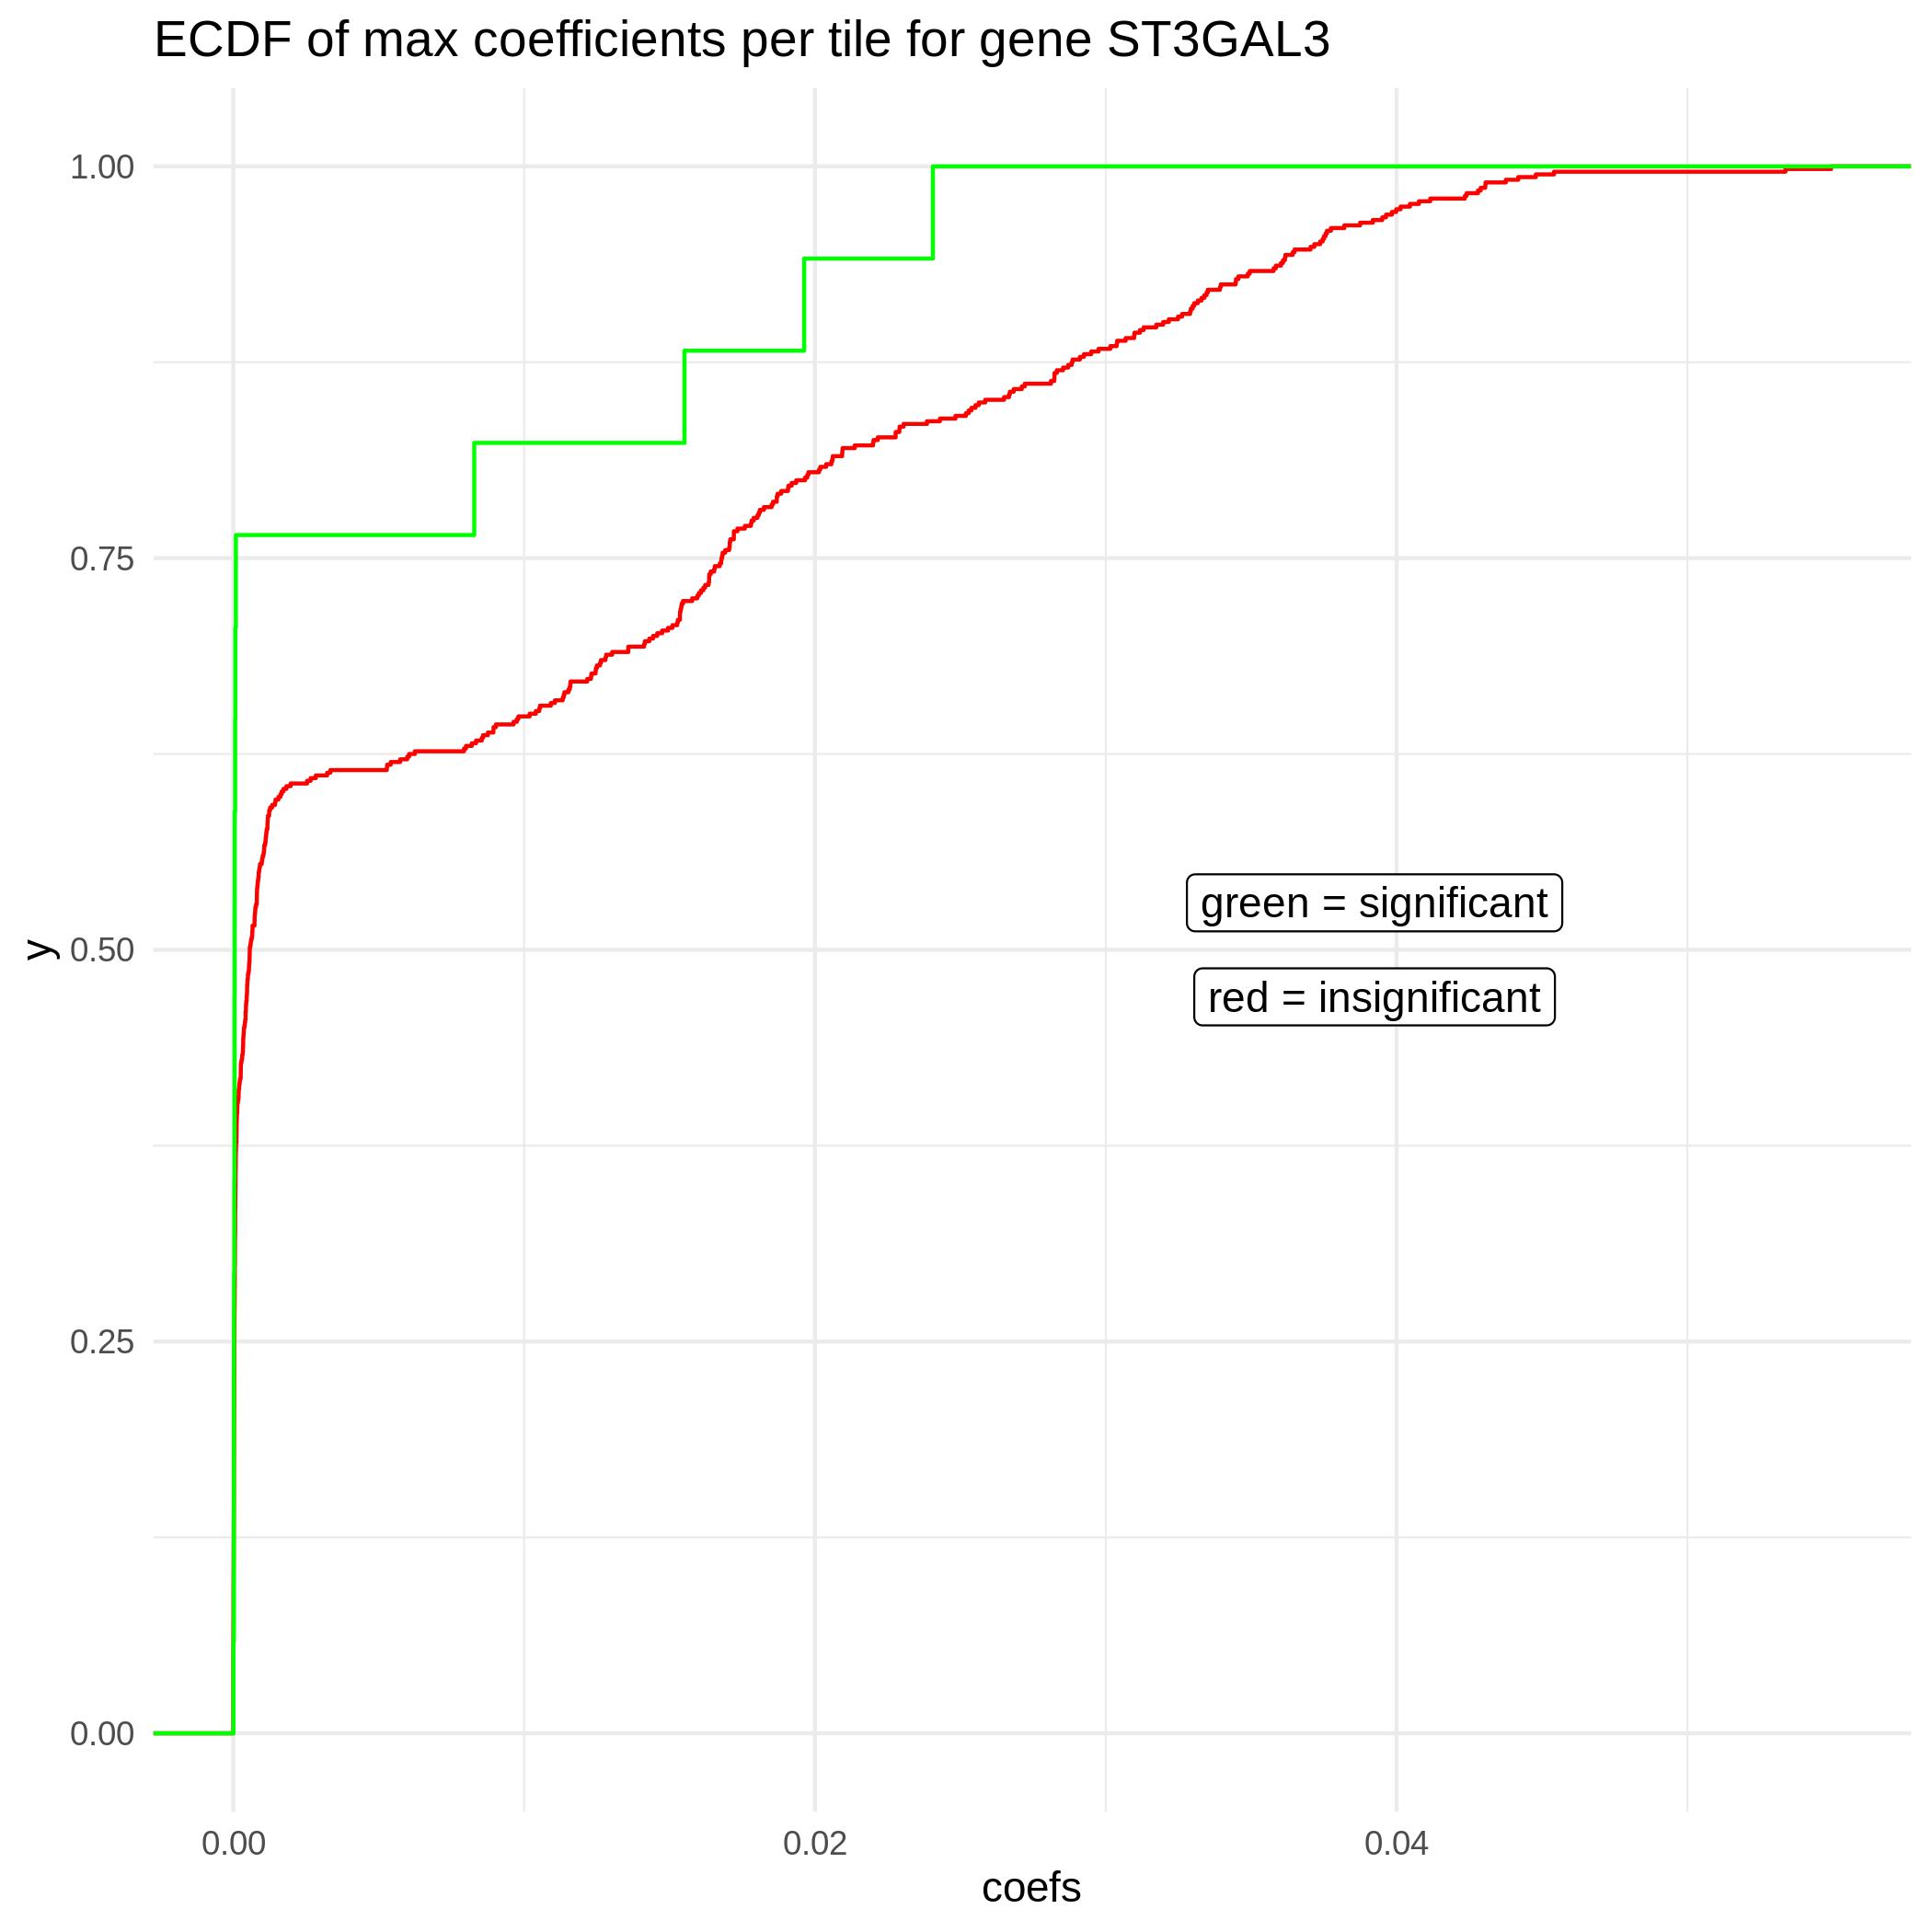 ECDF of max coefficients per tile for gene ST3GAL3
1.00
0.75
green = significant
y
0.50
red = insignificant
0.25
0.00
0.00 0.02 0.04
coefs